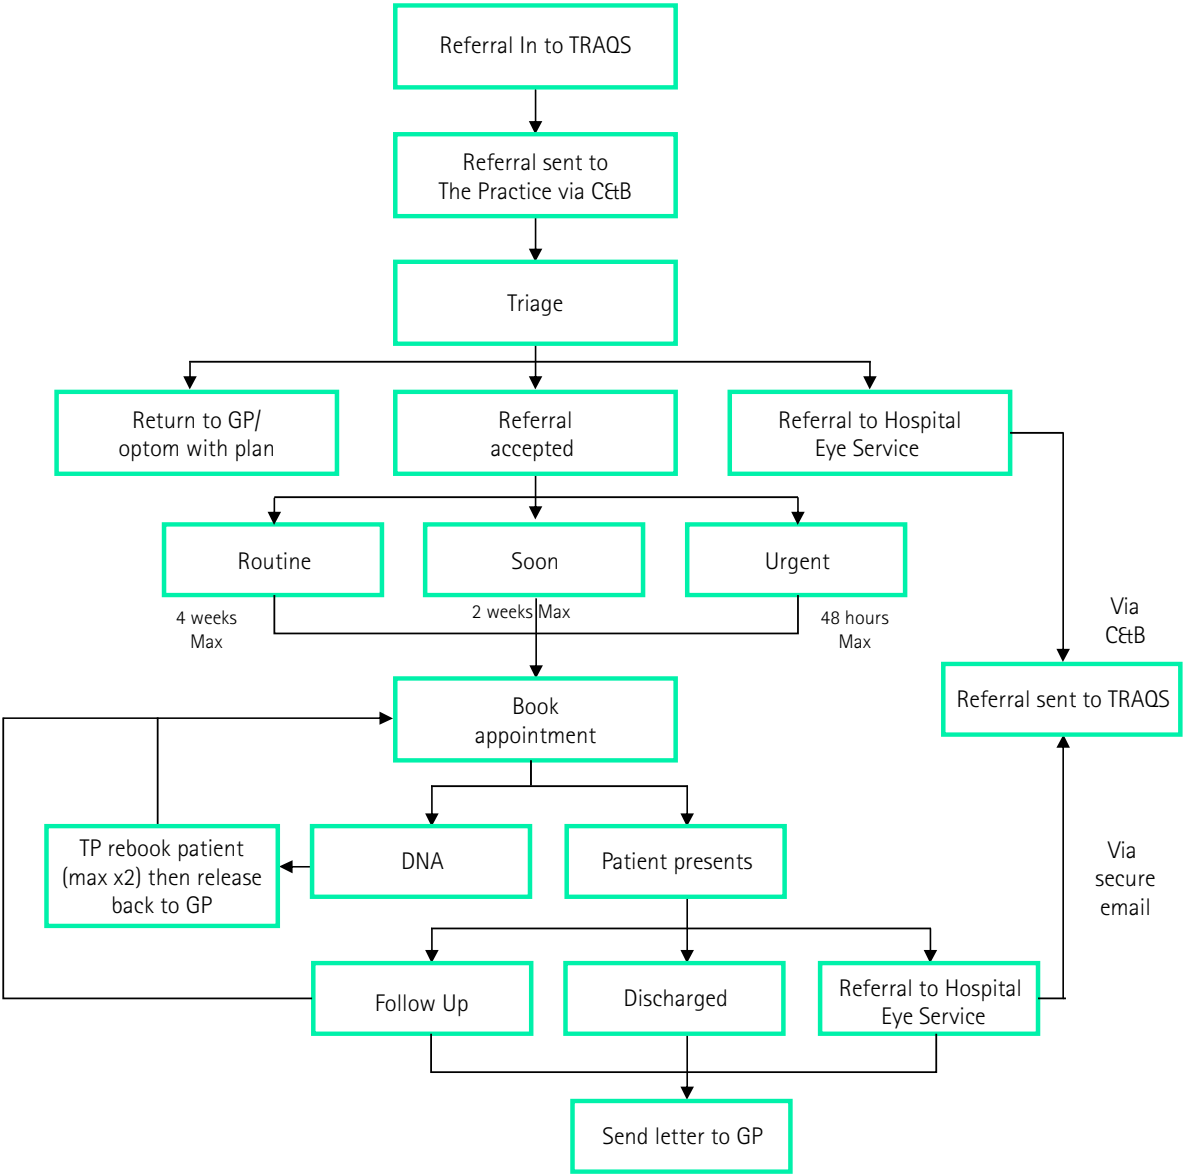 Referral In to TRAQS
Referral sent to
The Practice via C&B
Triage
Return to GP/
optom with plan
Referral
accepted
Referral to Hospital
Eye Service
Routine
Soon
Urgent
4 weeks
Max
2 weeks Max
48 hours
Max
Via
C&B
Referral sent to TRAQS
Book
appointment
TP rebook patient
(max x2) then release
back to GP
DNA
Patient presents
Via
secure
email
Follow Up
Discharged
Referral to Hospital
Eye Service
Send letter to GP